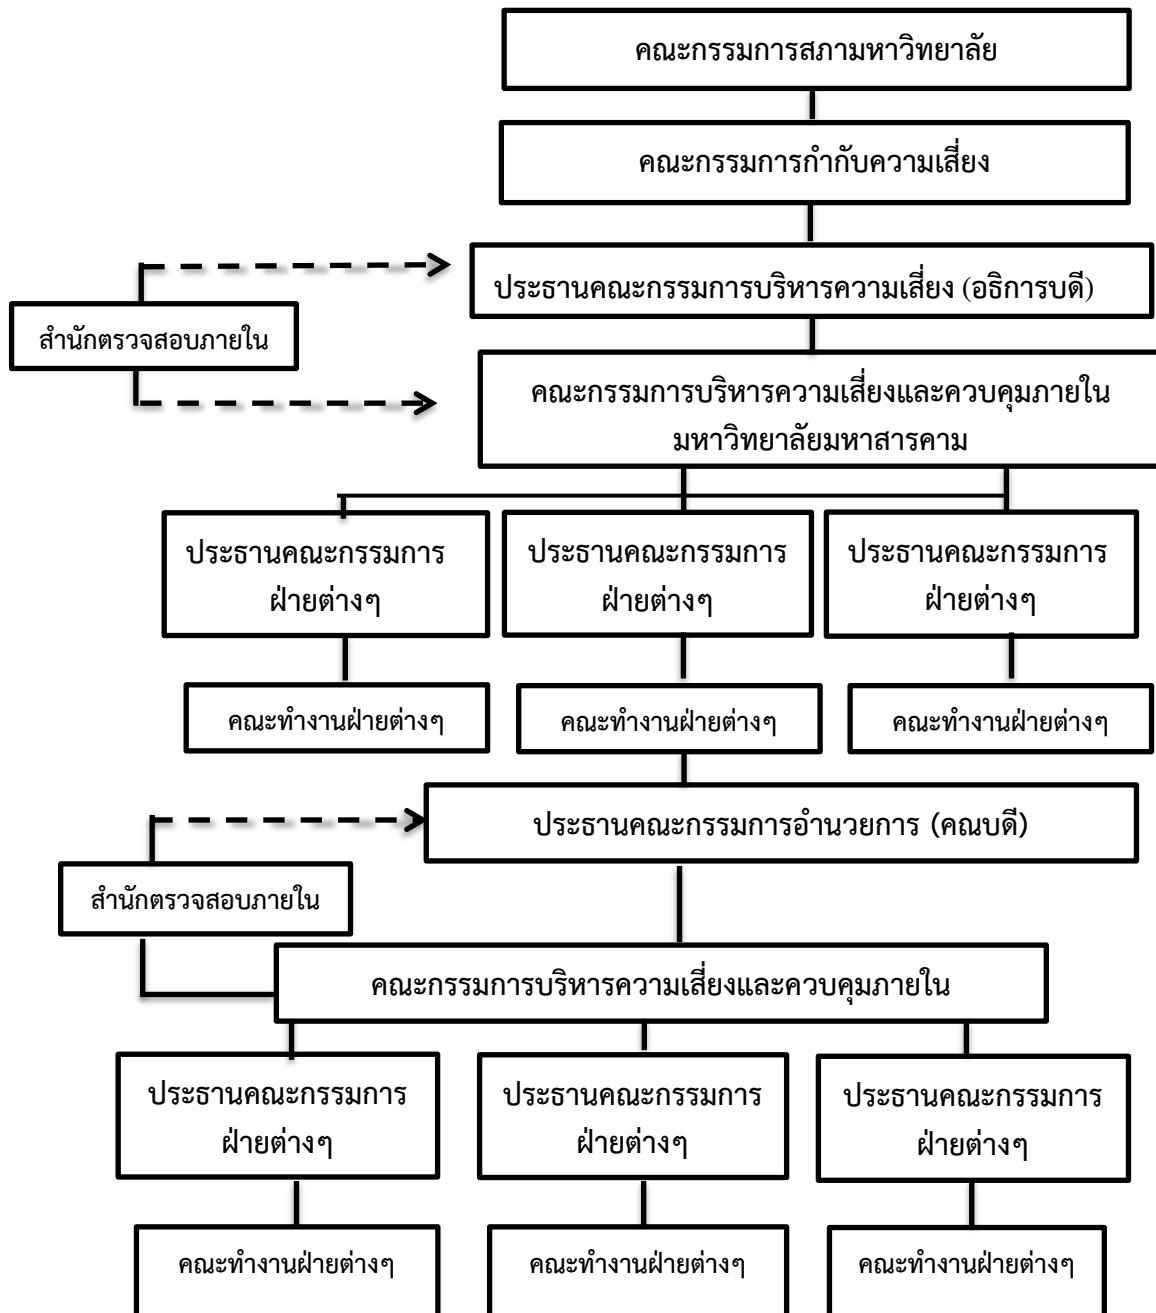 คณะกรรมการสภามหาวิทยาลัย
คณะกรรมการกำกับความเสี่ยง
ประธานคณะกรรมการบริหารความเสี่ยง (อธิการบดี)
สำนักตรวจสอบภายใน
คณะกรรมการบริหารความเสี่ยงและควบคุมภายใน
มหาวิทยาลัยมหาสารคาม
ประธานคณะกรรมการ
ฝ่ายต่างๆ
ประธานคณะกรรมการ
ฝ่ายต่างๆ
ประธานคณะกรรมการ
ฝ่ายต่างๆ
คณะทำงานฝ่ายต่างๆ
คณะทำงานฝ่ายต่างๆ
คณะทำงานฝ่ายต่างๆ
ประธานคณะกรรมการอำนวยการ (คณบดี)
สำนักตรวจสอบภายใน
คณะกรรมการบริหารความเสี่ยงและควบคุมภายใน
ประธานคณะกรรมการ
ฝ่ายต่างๆ
ประธานคณะกรรมการ
ฝ่ายต่างๆ
ประธานคณะกรรมการ
ฝ่ายต่างๆ
คณะทำงานฝ่ายต่างๆ
คณะทำงานฝ่ายต่างๆ
คณะทำงานฝ่ายต่างๆ